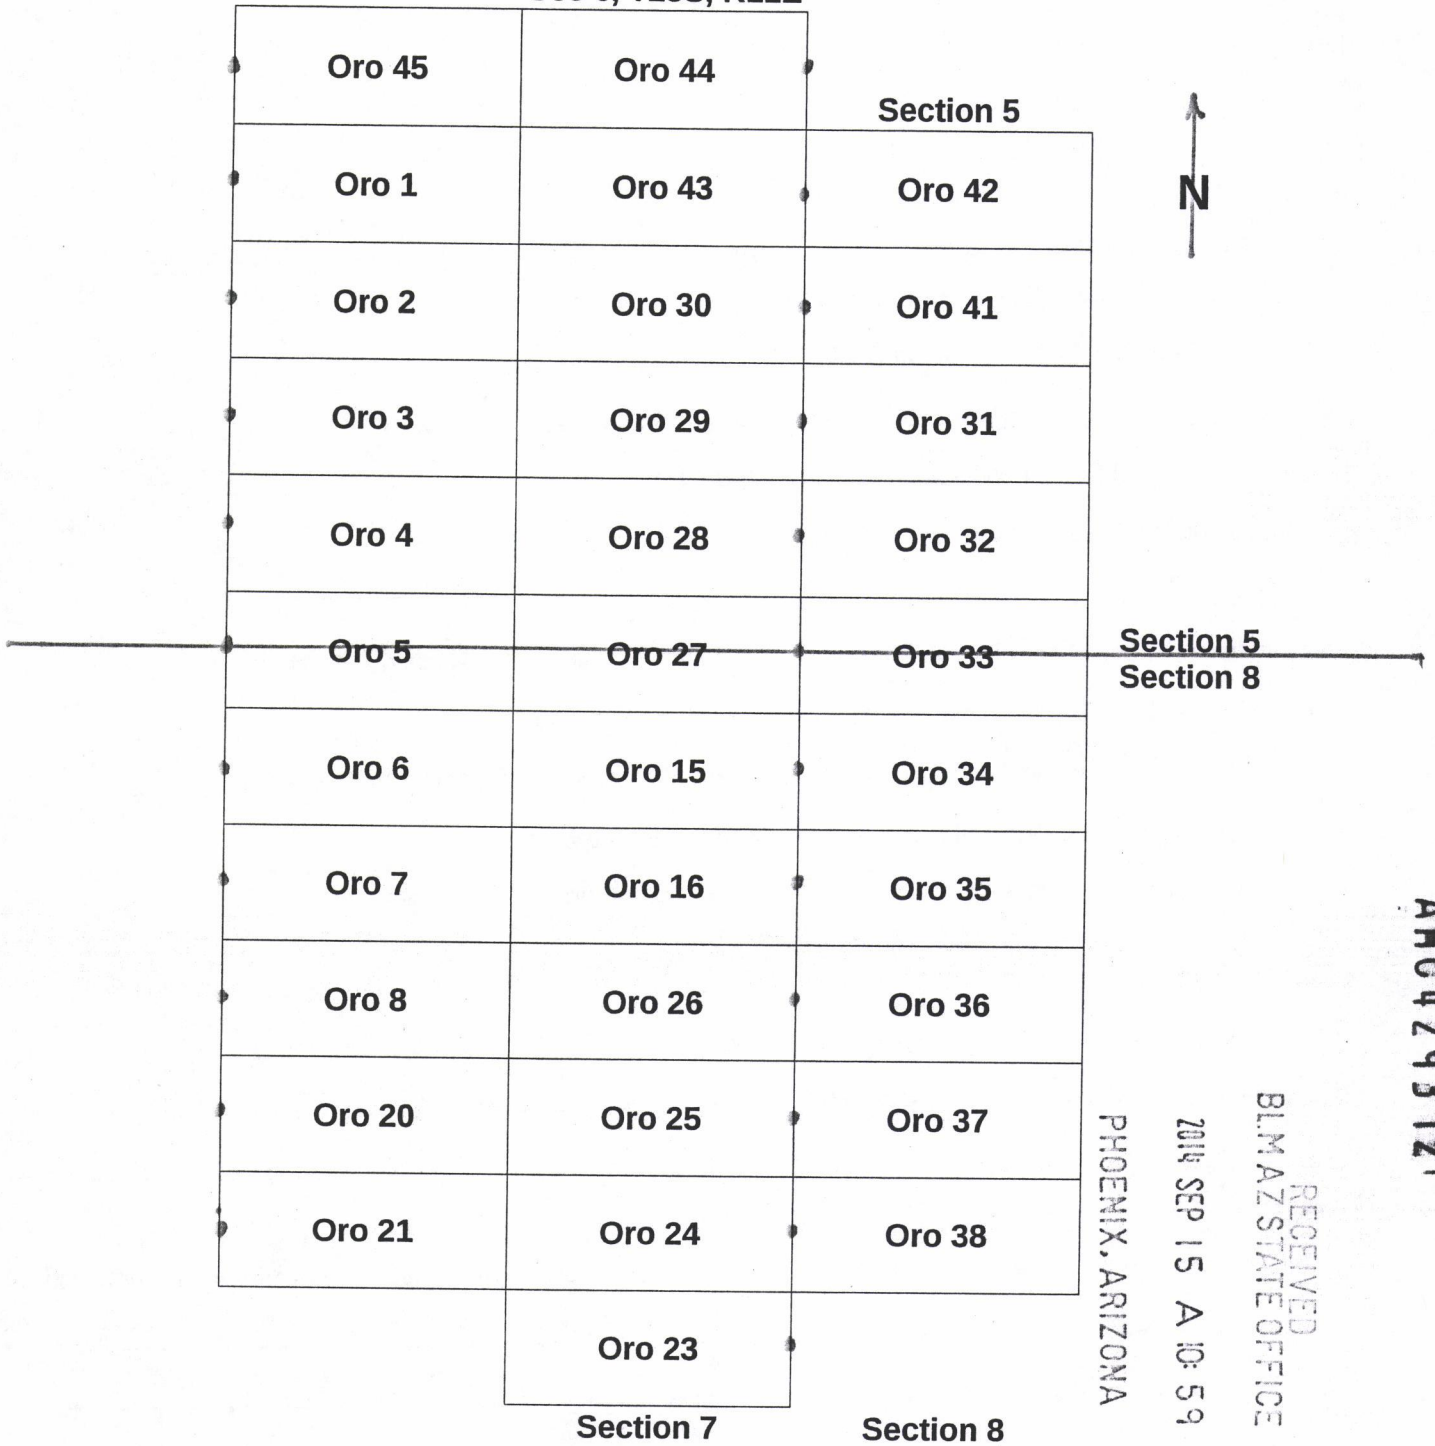 Oro 45 Oro 44
Section 5
Oro 1 Oro 43 Oro 42
N
Oro 2 Oro 30 Oro 41
Oro 3 Oro 29 Oro 31
Oro 4 Oro 28 Oro 32
Oro 5 Oro 27 Oro 33
Section 5
Section 8
Oro 6 Oro 15 Oro 34
Oro 7 Oro 16 Oro 35
Oro 8 Oro 26 Oro 36
Oro 20 Oro 25 Oro 37
Oro 21 Oro 24 Oro 38
Oro 23
Section 7 Section 8
RECEIVED
BLM AZ STATE OFFICE
2014 SEP 15 A 10: 59
PHOENIX, ARIZONA